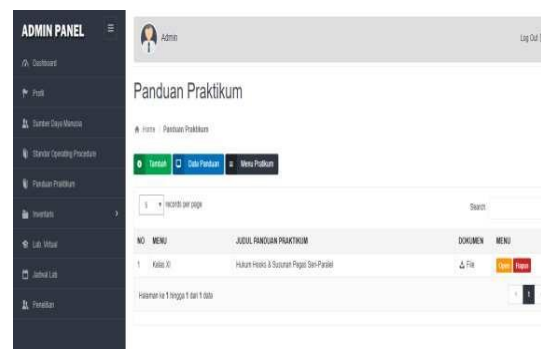 ADMIN PANEL
Admin
Log Out
Dashboard
Profil
Panduan Praktikum
Sumber Daya Manusia
Home / Panduan Praktikum
Standar Operating Procedure
Tambah
Data Panduan
Menu Pratikum
Panduan Praktikum
Inventaris
5 records per page
Search:
Lab. Virtual
NO MENU JUDUL PANDUAN PRAKTIKUM DOKUMEN MENU
Jadwal Lab
1 Kelas XI Hukum Hooks & Susunan Pegas Seri-Paralel File Hapus
Penelitian
Halaman ke 1 hingga 1 dari 1 data
1